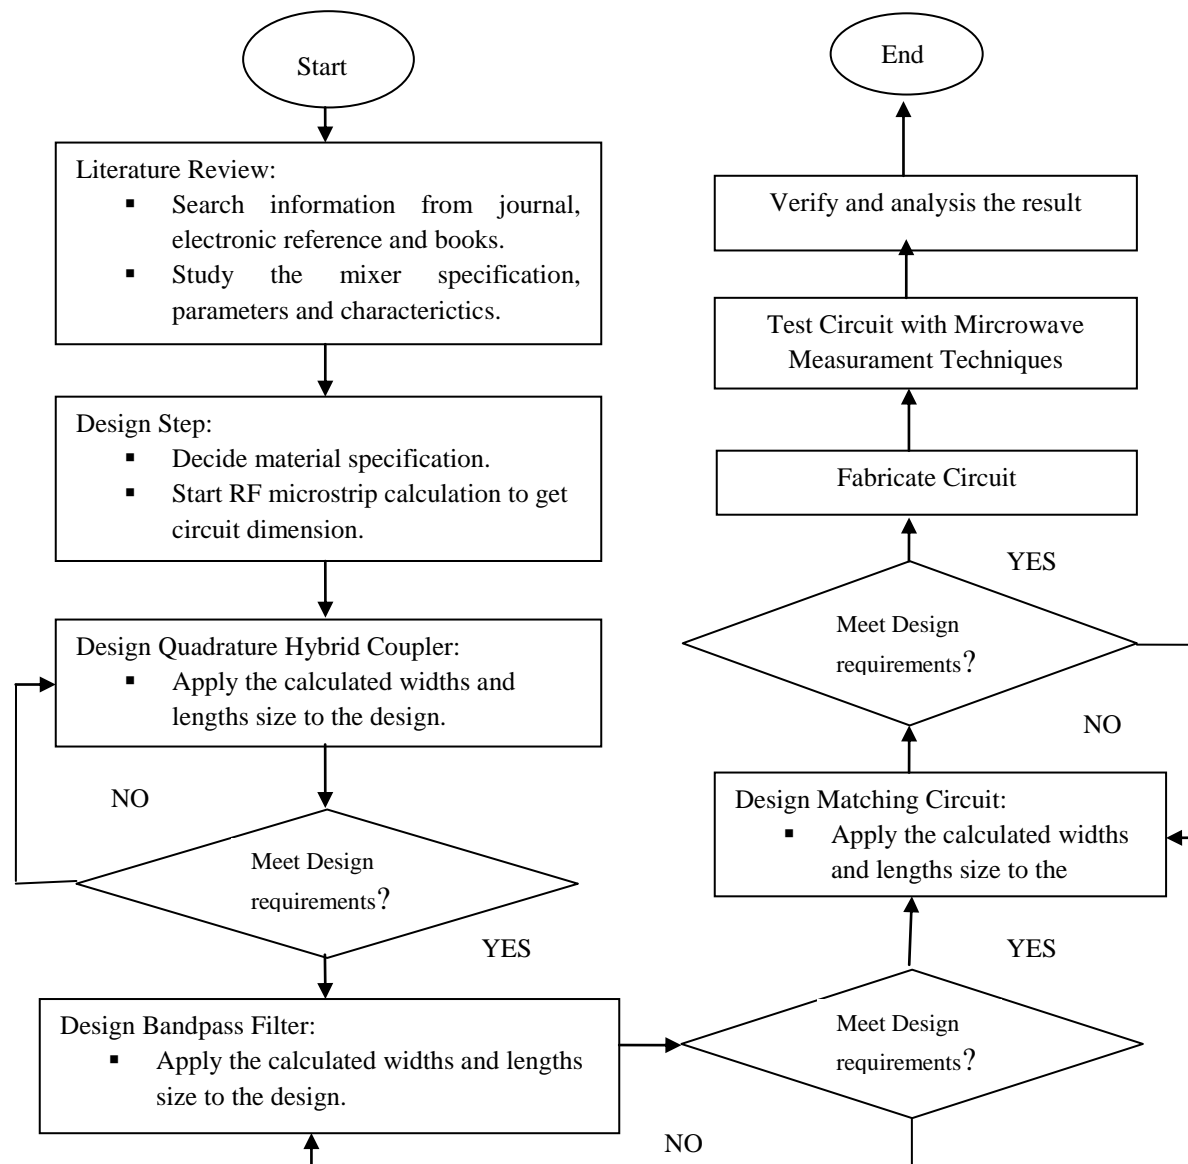 Start
Literature Review:
▪ Search information from journal,
electronic reference and books.
▪ Study the mixer specification,
parameters and charaterictics.
Design Step:
▪ Decide material specification.
▪ Start RF microstrip calculation to get
circuit dimension.
Design Quadrature Hybrid Coupler:
▪ Apply the calculated widths and
lengths size to the design.
NO
Meet Design
requirements?
YES
Design Bandpass Filter:
▪ Apply the calculated widths and lengths
size to the design.
NO
Meet Design
requirements?
YES
Design Matching Circuit:
▪ Apply the calculated widths
and lengths size to the
NO
Meet Design
requirements?
YES
Fabricate Circuit
Test Circuit with Mircrowave
Measurament Techniques
Verify and analysis the result
End